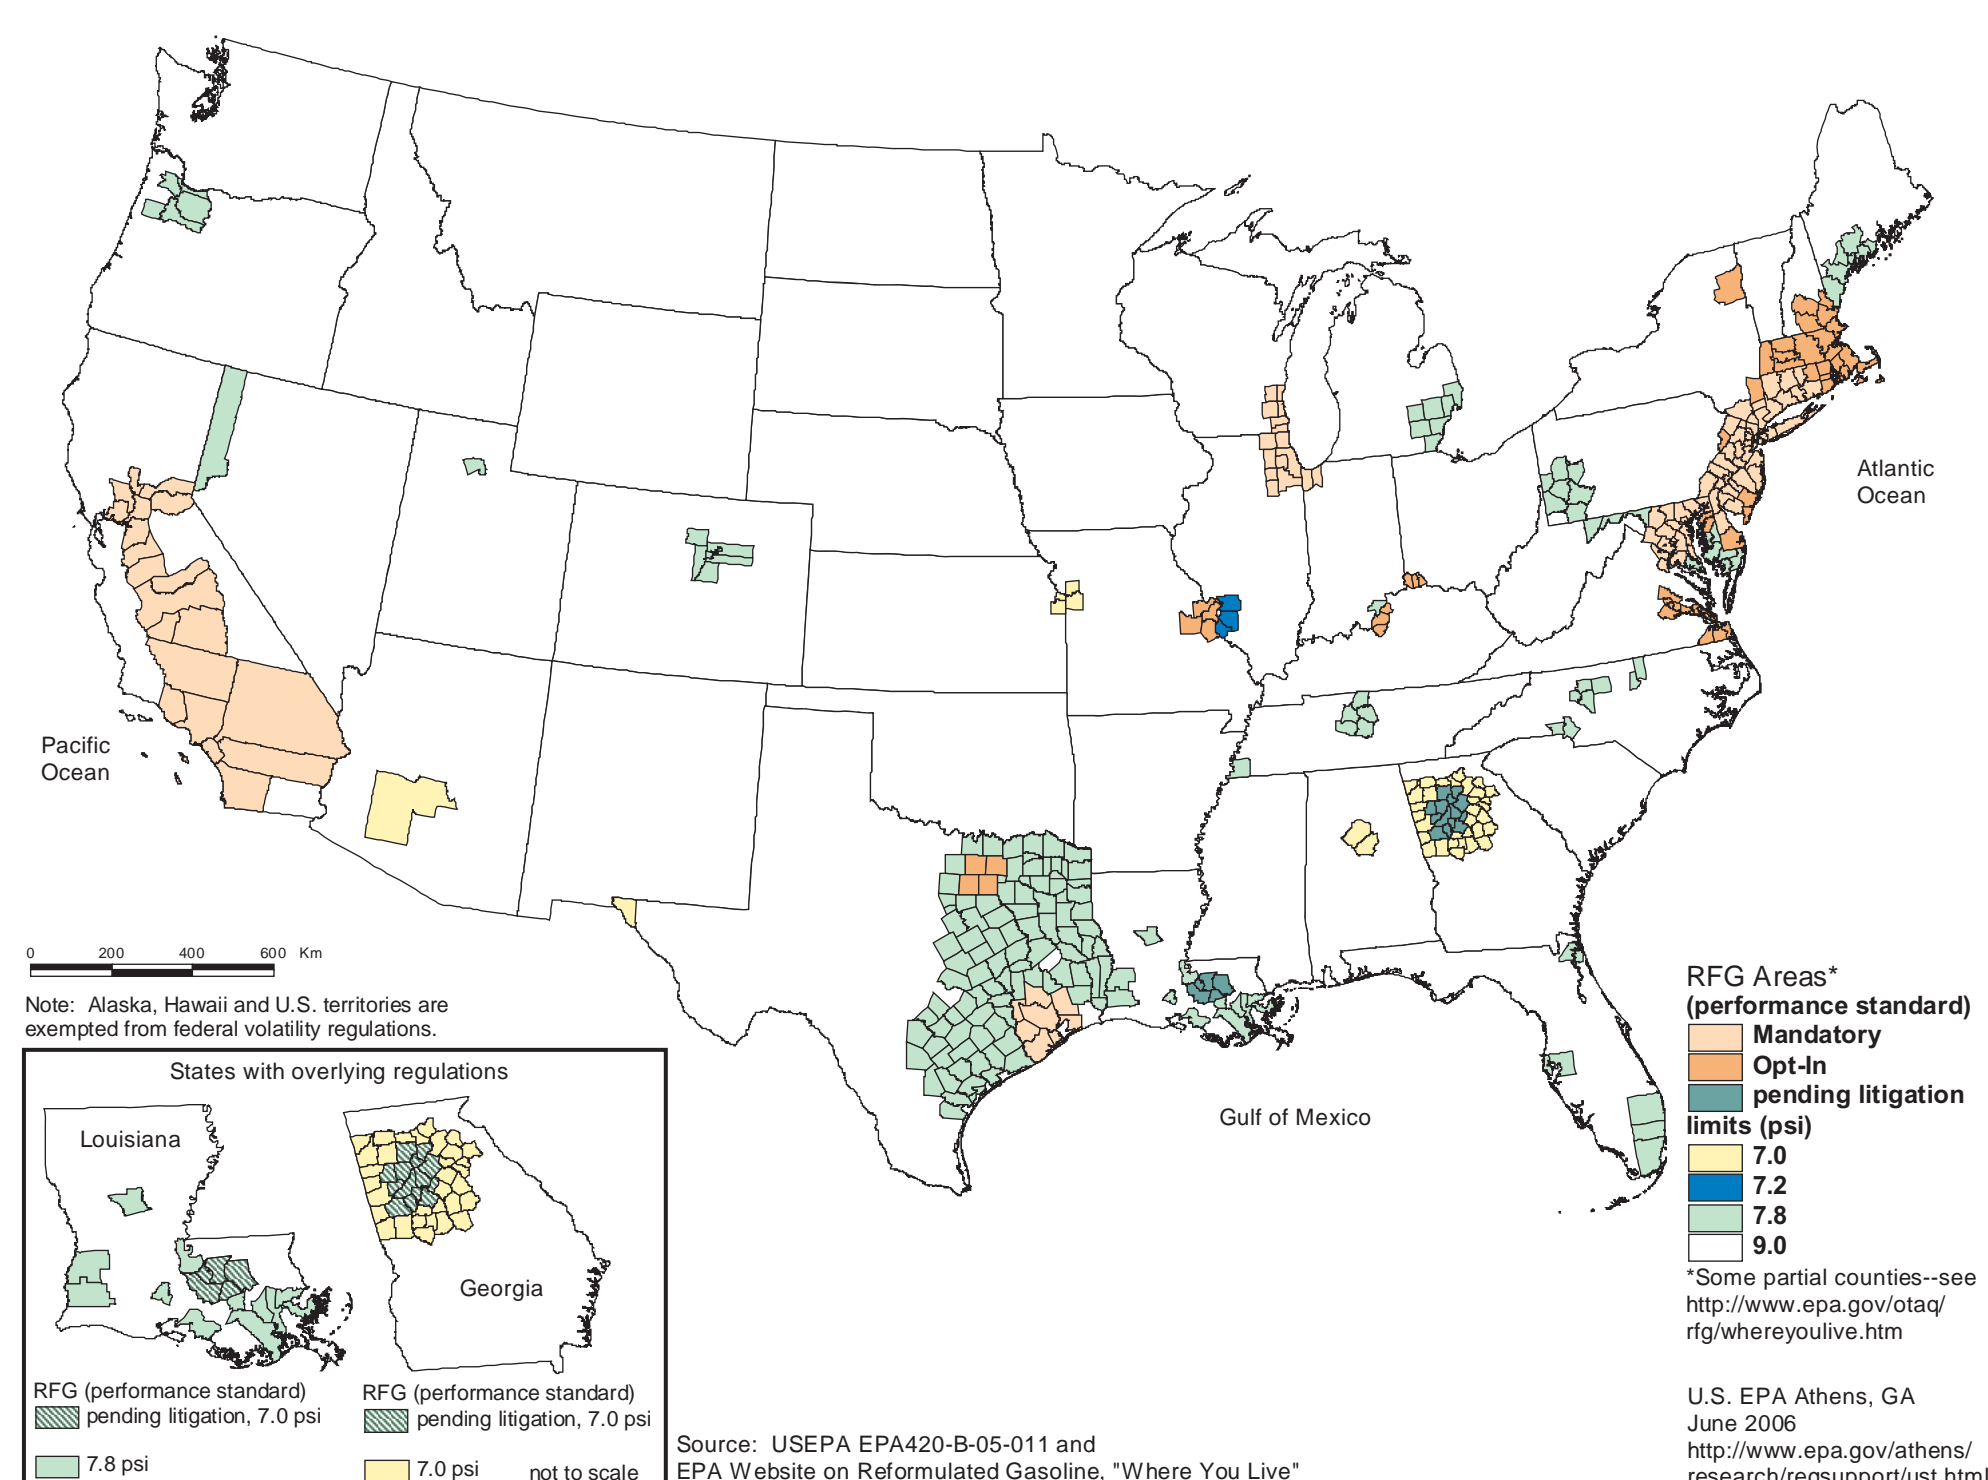 Atlantic
Ocean
Pacific
Ocean
0 200 400 600 Km
Note: Alaska, Hawaii and U.S. territories are
exempted from federal volatility regulations.
Gulf of Mexico
RFG Areas*
(performance standard)
Mandatory
Opt-In
pending litigation
limits (psi)
7.0
7.2
7.8
9.0
*Some partial counties--see
http://www.epa.gov/otaq/
rfg/whereyoulive.htm
States with overlying regulations
Louisiana
Georgia
RFG (performance standard)
pending litigation, 7.0 psi
7.8 psi
RFG (performance standard)
pending litigation, 7.0 psi
7.0 psi
not to scale
Source: USEPA EPA420-B-05-011 and
EPA Website on Reformulated Gasoline, "Where You Live"
U.S. EPA Athens, GA
June 2006
http://www.epa.gov/athens/
research/regsupport/ust.html